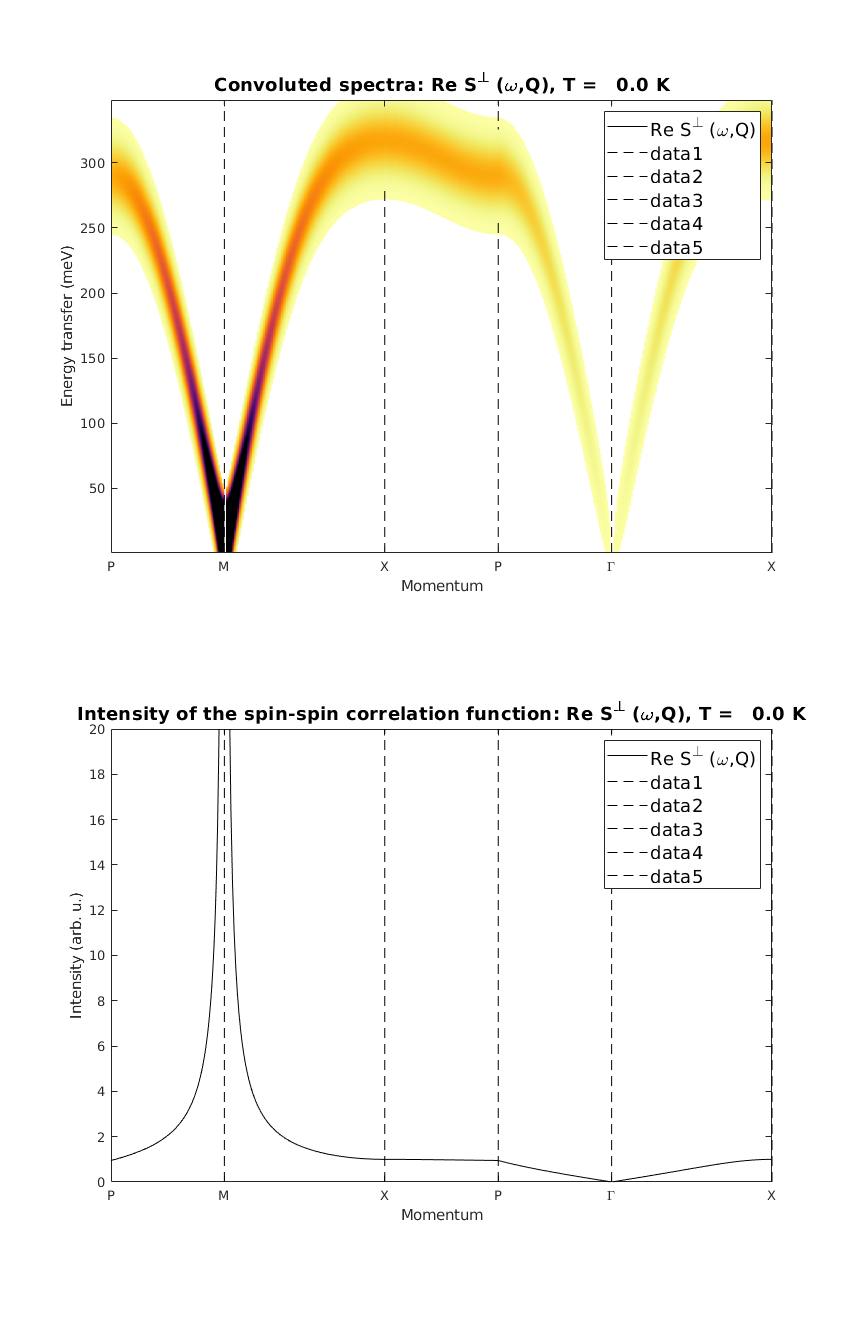 Convoluted spectra: Re S⊥ (ω,Q), T = 0.0 K
Energy transfer (meV)
300
250
200
150
100
50
Re S⊥ (ω,Q)
data1
data2
data3
data4
data5
P M X P Γ X
Momentum
Intensity of the spin-spin correlation function: Re S⊥ (ω,Q), T = 0.0 K
Intensity (arb. u.)
20
18
16
14
12
10
8
6
4
2
0
Re S⊥ (ω,Q)
data1
data2
data3
data4
data5
P M X P Γ X
Momentum